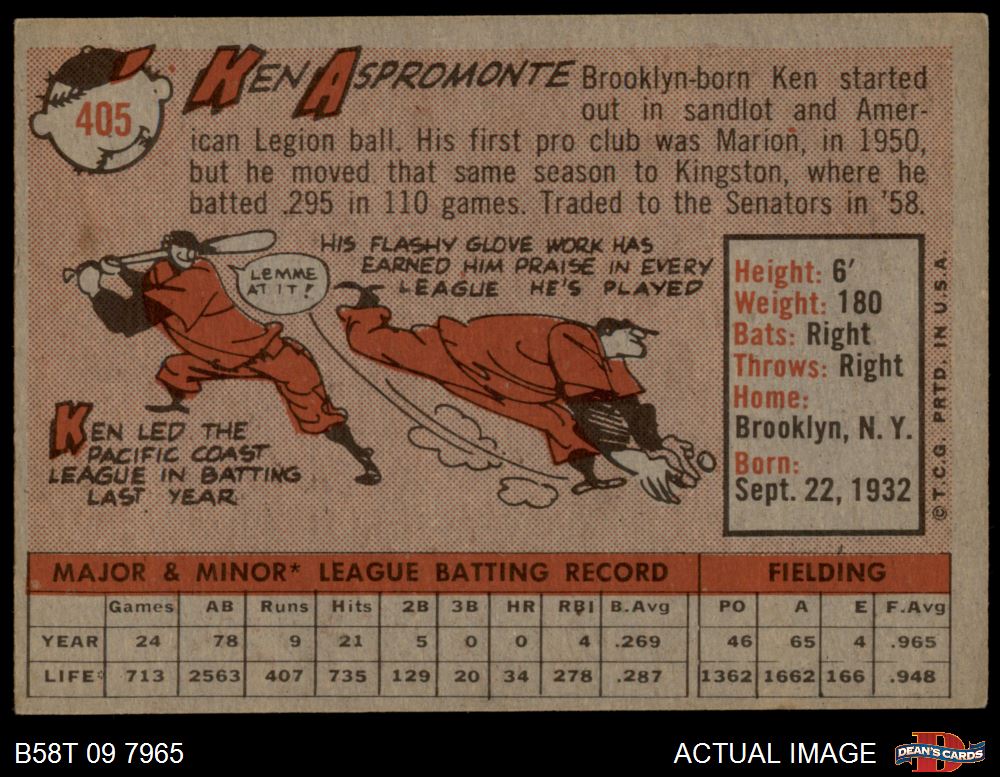 405
KEN ASPROMONTE Brooklyn-born Ken started
out in sandlot and Amer-
ican Legion ball. His first pro club was Marion, in 1950,
but he moved that same season to Kingston, where he
batted .295 in 110 games. Traded to the Senators in '58.
LEMME
AT IT!
HIS FLASHY GLOVE WORK HAS
EARNED HIM PRAISE IN EVERY
LEAGUE HE'S PLAYED
KEN LED THE
PACIFIC COAST
LEAGUE IN BATTING
LAST YEAR
Height: 6'
Weight: 180
Bats: Right
Throws: Right
Home:
Brooklyn, N. Y.
Born:
Sept. 22, 1932
© T.C.G. PRTD. IN U.S.A.
MAJOR & MINOR* LEAGUE BATTING RECORD FIELDING
Games AB Runs Hits 2B 3B HR RBI B.Avg PO A E F.Avg
YEAR 24 78 9 21 5 0 0 4 .269 46 65 4 .965
LIFE* 713 2563 407 735 129 20 34 278 .287 1362 1662 166 .948
B58T 09 7965 ACTUAL IMAGE DEAN'S CARDS